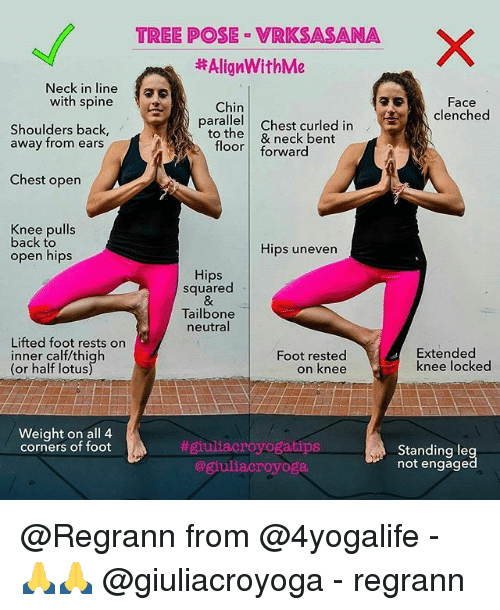 TREE POSE - VRKSASANA
#AlignWithMe
Neck in line
with spine
Shoulders back,
away from ears
Chest open
Knee pulls
back to
open hips
Lifted foot rests on
inner calf/thigh
(or half lotus)
Weight on all 4
corners of foot
Chin
parallel
to the
floor
Hips
squared
&
Tailbone
neutral
Chest curled in
& neck bent
forward
Hips uneven
Foot rested
on knee
Face
clenched
Extended
knee locked
Standing leg
not engaged
#giuliacroyogatips
@giuliacroyoga
@Regrann from @4yogalife -
🙏🙏 @giuliacroyoga - regrann